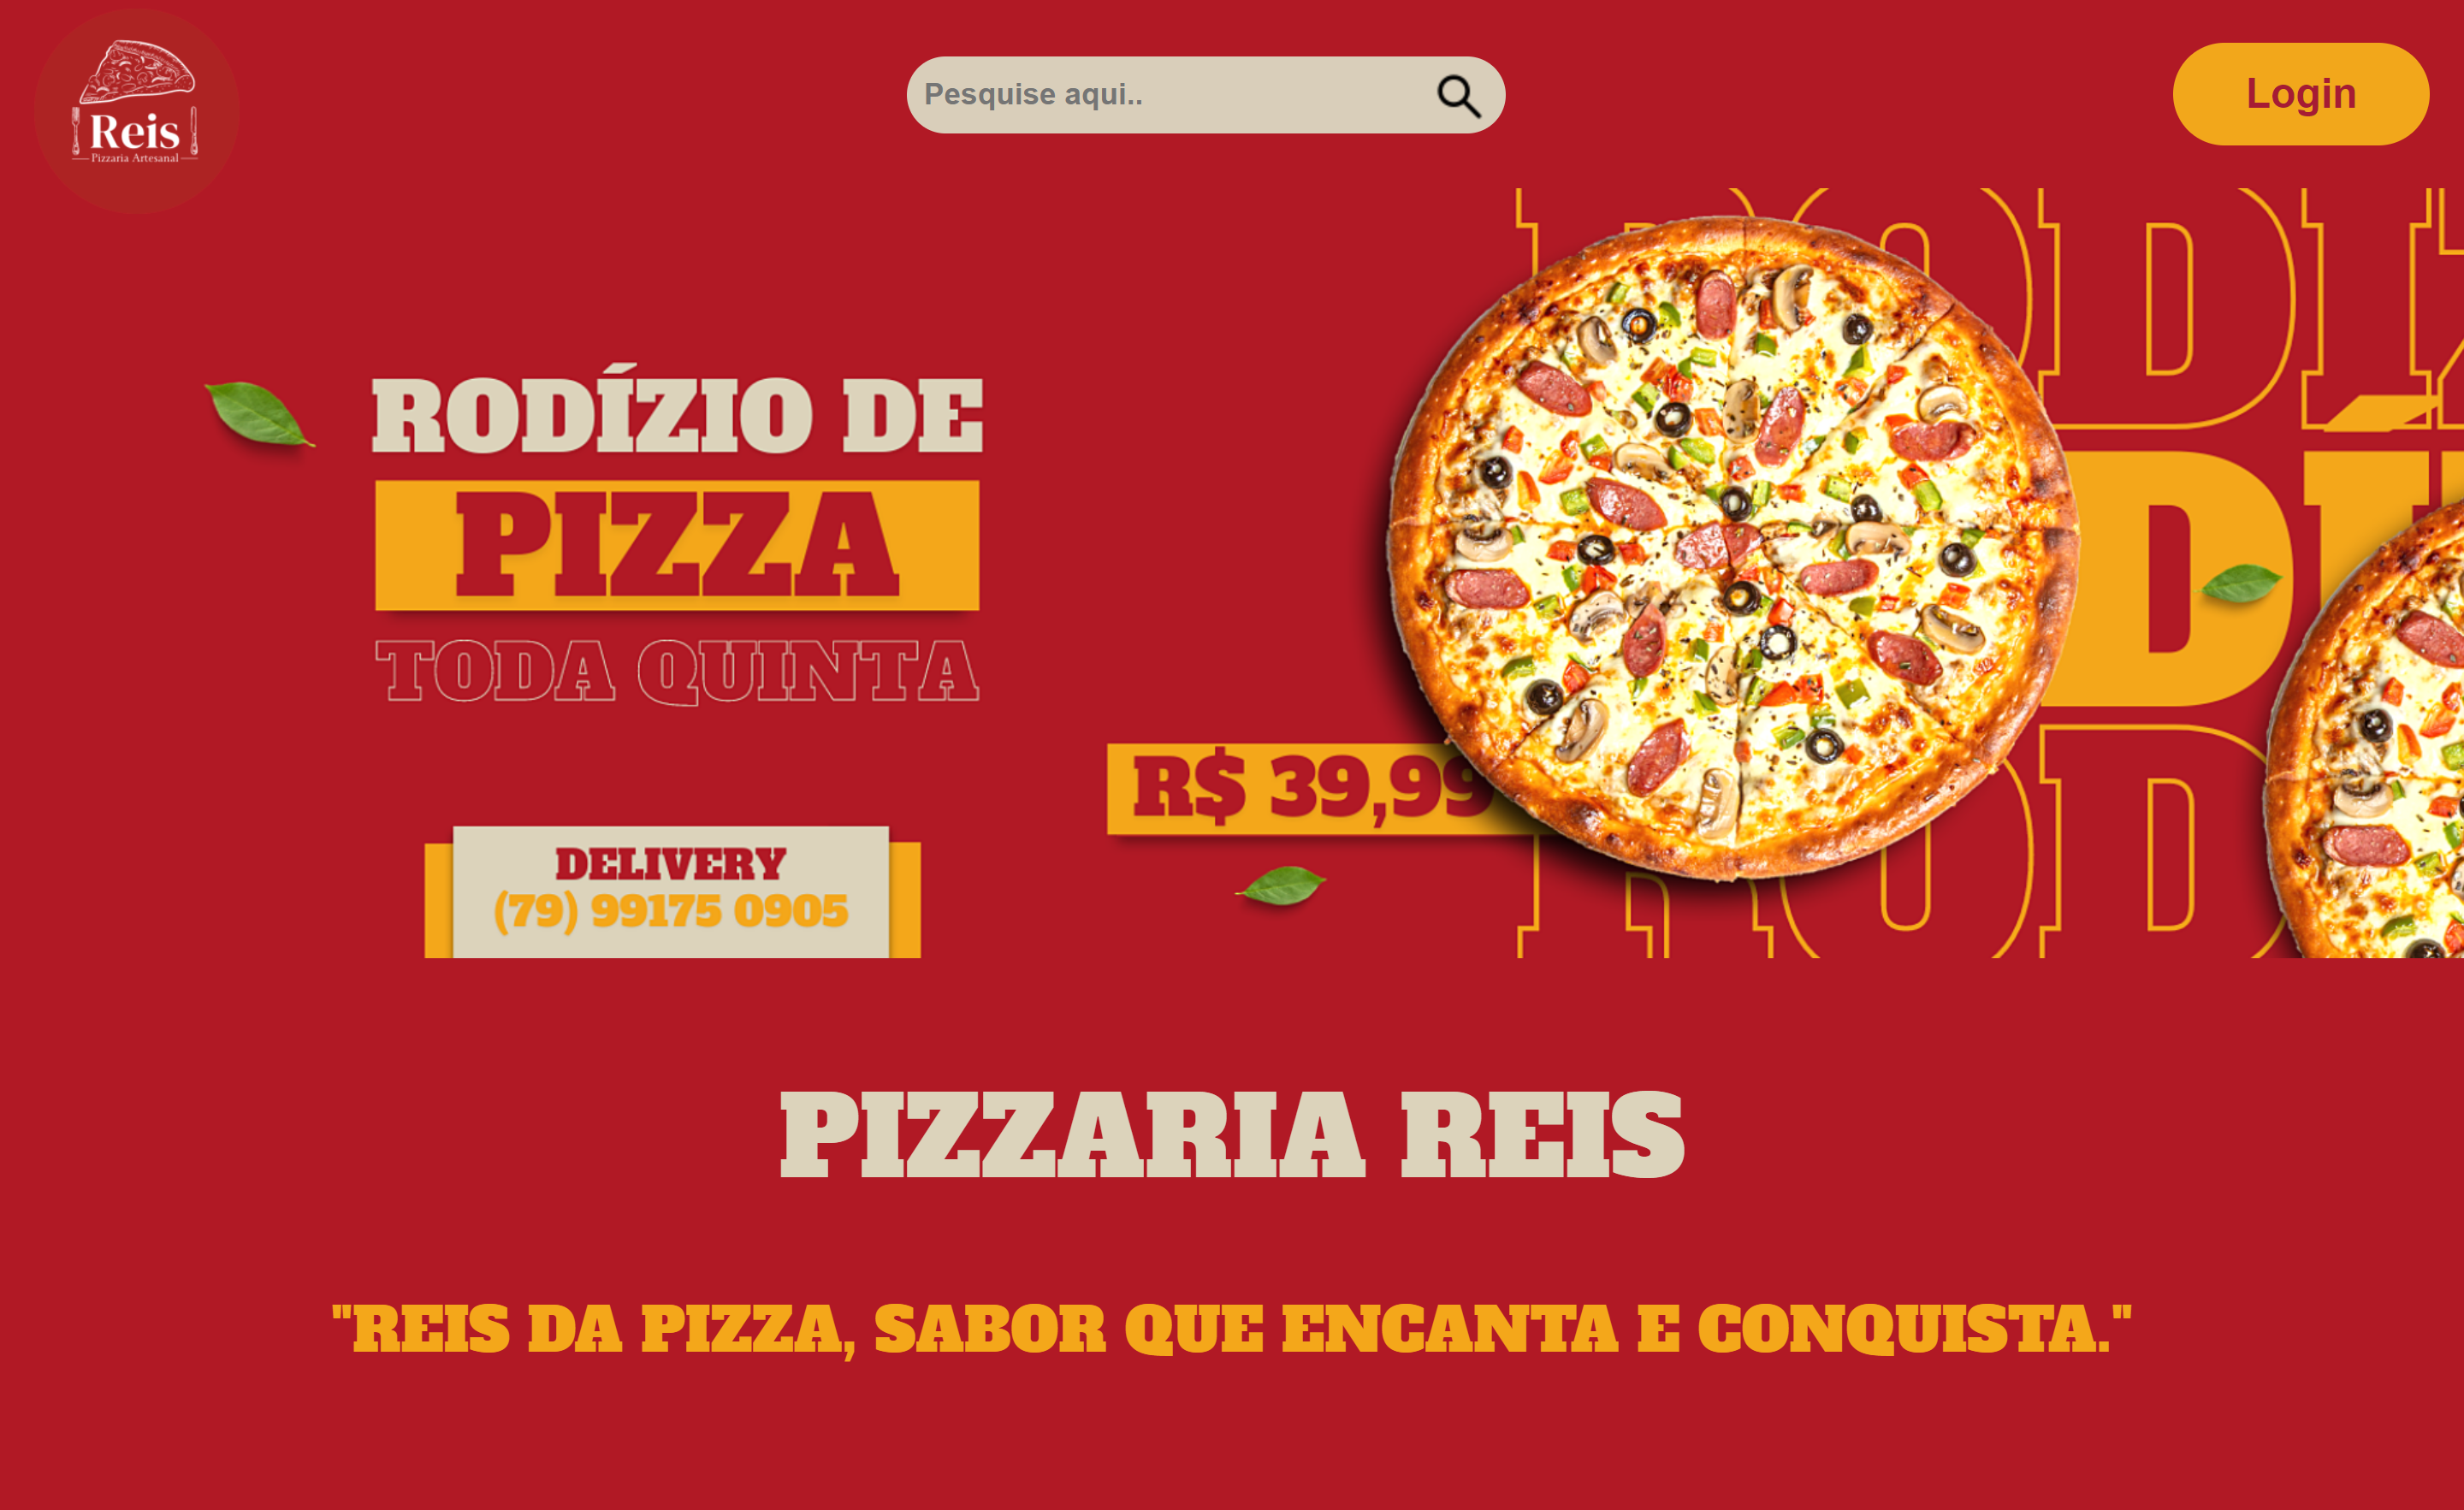 Reis
Pizzaria Artesanal
Pesquise aqui..
Login
RODÍZIO DE
PIZZA
TODA QUINTA
R$ 39,99
DELIVERY
(79) 99175 0905
PIZZARIA REIS
"REIS DA PIZZA, SABOR QUE ENCANTA E CONQUISTA."